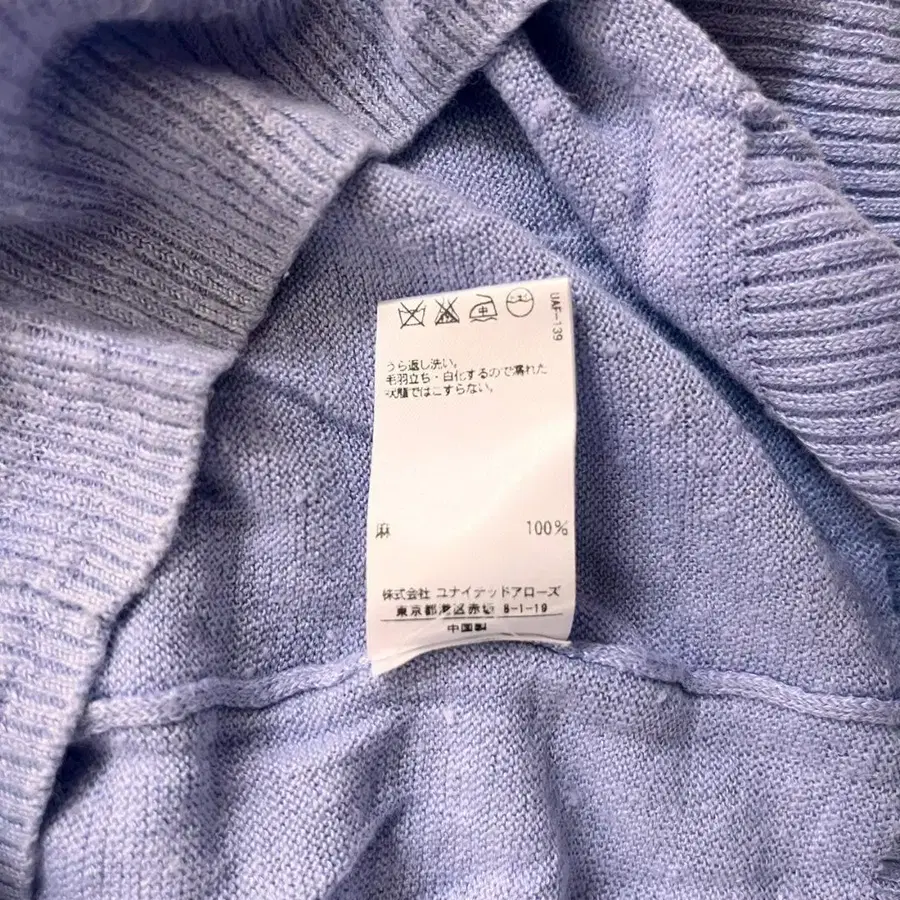 UAF-139
中
うら返し洗い。
毛羽立ち・白化するので濡れた
状態ではこすらない。
麻 100%
株式会社 ユナイテッドアローズ
東京都港区赤坂 8-1-19
中国製